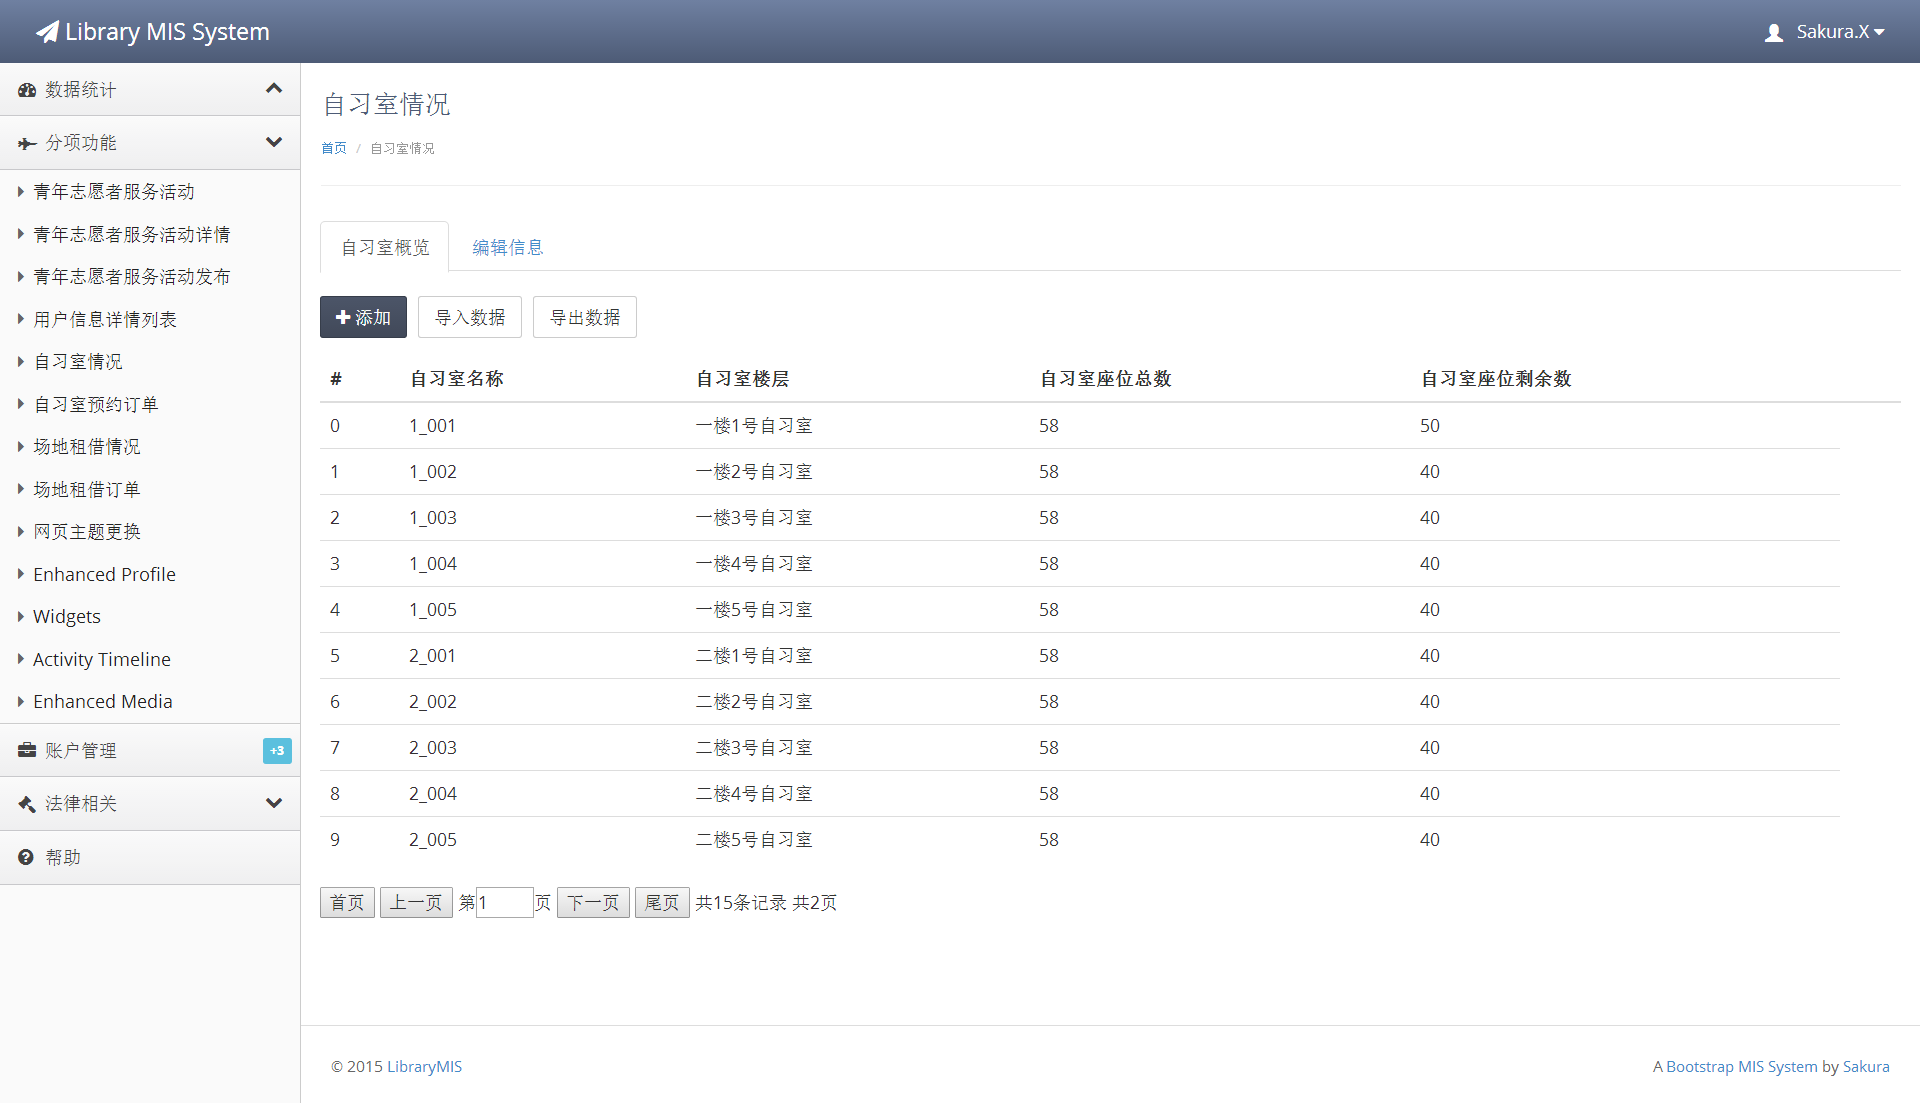 Library MIS System
Sakura.X
数据统计
分项功能
青年志愿者服务活动
青年志愿者服务活动详情
青年志愿者服务活动发布
用户信息详情列表
自习室情况
自习室预约订单
场地租借情况
场地租借订单
网页主题更换
Enhanced Profile
Widgets
Activity Timeline
Enhanced Media
账户管理 +3
法律相关
帮助
自习室情况
首页 / 自习室情况
自习室概览 编辑信息
添加 导入数据 导出数据
# 自习室名称 自习室楼层 自习室座位总数 自习室座位剩余数
0 1_001 一楼1号自习室 58 50
1 1_002 一楼2号自习室 58 40
2 1_003 一楼3号自习室 58 40
3 1_004 一楼4号自习室 58 40
4 1_005 一楼5号自习室 58 40
5 2_001 二楼1号自习室 58 40
6 2_002 二楼2号自习室 58 40
7 2_003 二楼3号自习室 58 40
8 2_004 二楼4号自习室 58 40
9 2_005 二楼5号自习室 58 40
首页 上一页 第1页 下一页 尾页 共15条记录 共2页
© 2015 LibraryMIS
A Bootstrap MIS System by Sakura